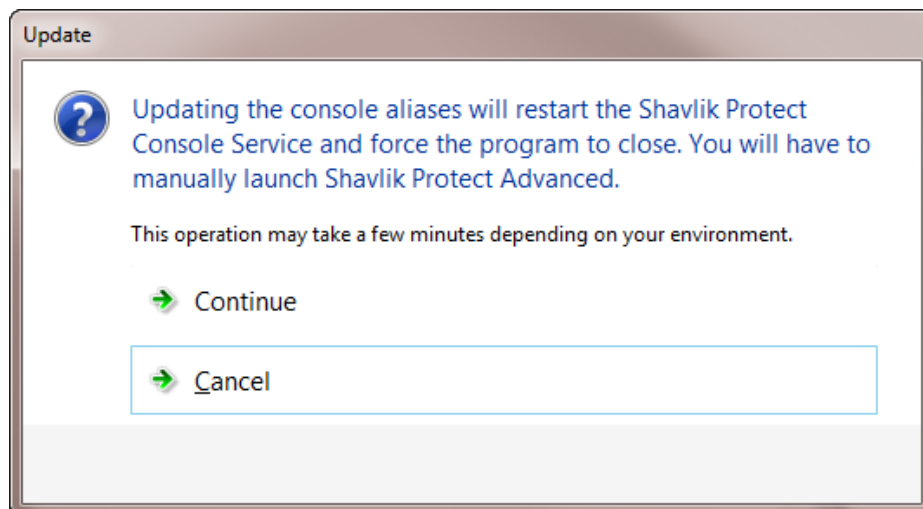 Update
Updating the console aliases will restart the Shavlik Protect
Console Service and force the program to close. You will have to
manually launch Shavlik Protect Advanced.
This operation may take a few minutes depending on your environment.
Continue
Cancel